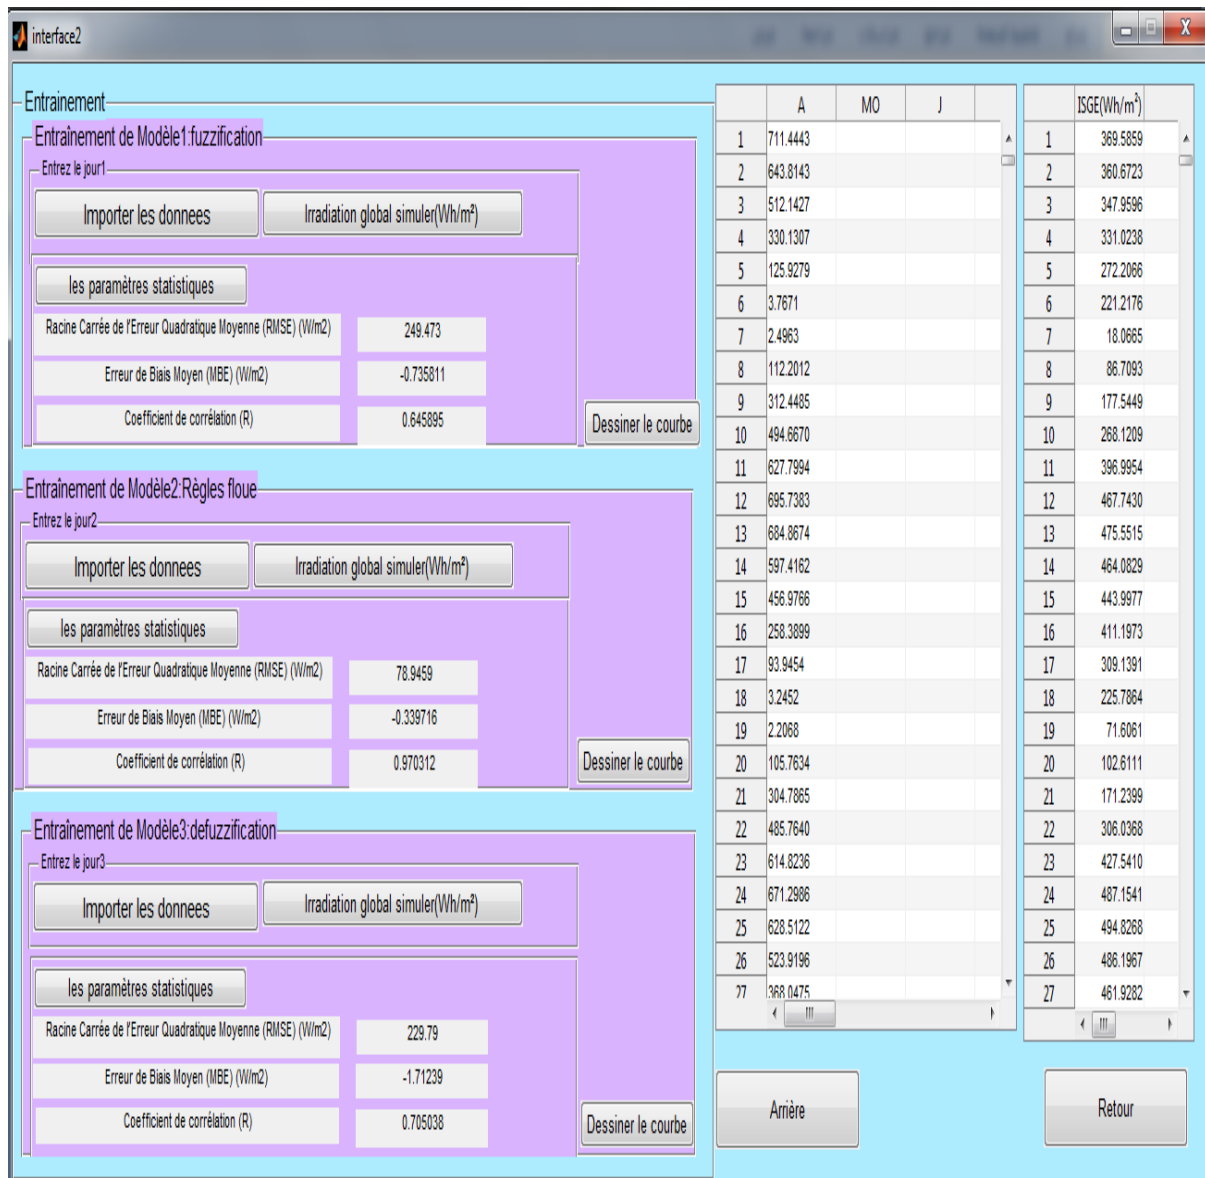 interface2
Entrainement
Entraînement de Modèle1:fuzzification
Entrez le jour1
Importer les donnees
Irradiation global simuler(Wh/m²)
les paramètres statistiques
Racine Carrée de l'Erreur Quadratique Moyenne (RMSE) (W/m2)
249.473
Erreur de Biais Moyen (MBE) (W/m2)
-0.735811
Coefficient de corrélation (R)
0.645895
Dessiner le courbe
Entraînement de Modèle2:Règles floue
Entrez le jour2
Importer les donnees
Irradiation global simuler(Wh/m²)
les paramètres statistiques
Racine Carrée de l'Erreur Quadratique Moyenne (RMSE) (W/m2)
78.9459
Erreur de Biais Moyen (MBE) (W/m2)
-0.339716
Coefficient de corrélation (R)
0.970312
Dessiner le courbe
Entraînement de Modèle3:defuzzification
Entrez le jour3
Importer les donnees
Irradiation global simuler(Wh/m²)
les paramètres statistiques
Racine Carrée de l'Erreur Quadratique Moyenne (RMSE) (W/m2)
229.79
Erreur de Biais Moyen (MBE) (W/m2)
-1.71239
Coefficient de corrélation (R)
0.705038
Dessiner le courbe
A MO J
1 711.4443
2 643.8143
3 512.1427
4 330.1307
5 125.9279
6 3.7671
7 2.4963
8 112.2012
9 312.4485
10 494.6670
11 627.7994
12 695.7383
13 684.8674
14 597.4162
15 456.9766
16 258.3899
17 93.9454
18 3.2452
19 2.2068
20 105.7634
21 304.7865
22 485.7640
23 614.8236
24 671.2986
25 628.5122
26 523.9196
27 368.0475
ISGE(Wh/m²)
1 369.5859
2 360.6723
3 347.9596
4 331.0238
5 272.2066
6 221.2176
7 18.0665
8 86.7093
9 177.5449
10 268.1209
11 396.9954
12 467.7430
13 475.5515
14 464.0829
15 443.9977
16 411.1973
17 309.1391
18 225.7864
19 71.6061
20 102.6111
21 171.2399
22 306.0368
23 427.5410
24 487.1541
25 494.8268
26 486.1967
27 461.9282
Arrière
Retour